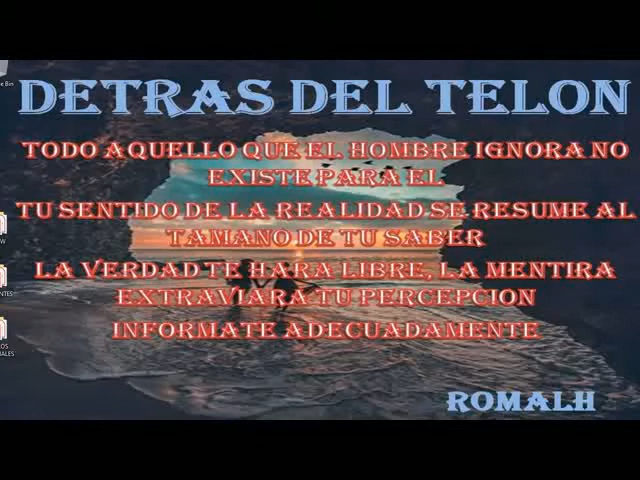 e Bin
DETRAS DEL TELON
TODO AQUELLO QUE EL HOMBRE IGNORA NO
EXISTE PARA EL
TU SENTIDO DE LA REALIDAD SE RESUME AL
TAMANO DE TU SABER
LA VERDAD TE HARA LIBRE, LA MENTIRA
EXTRAVIARA TU PERCEPCION
INFORMATE ADECUADAMENTE
ROMALH